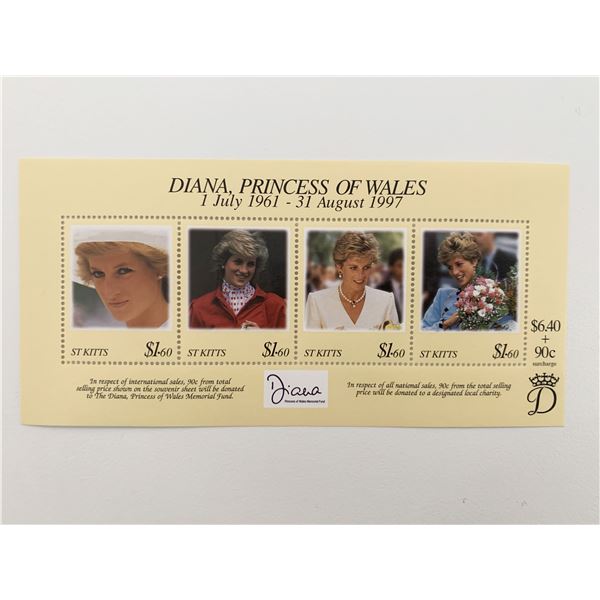 DIANA, PRINCESS OF WALES
1 July 1961 - 31 August 1997
ST KITTS $1.60
ST KITTS $1.60
ST KITTS $1.60
ST KITTS $1.60
$6.40
+
90c
surcharge
In respect of international sales, 90c from total
selling price shown on the souvenir sheet will be donated
to The Diana, Princess of Wales Memorial Fund.
Diana
Princess of Wales Memorial Fund
In respect of all national sales, 90c from the total selling
price will be donated to a designated local charity.
D